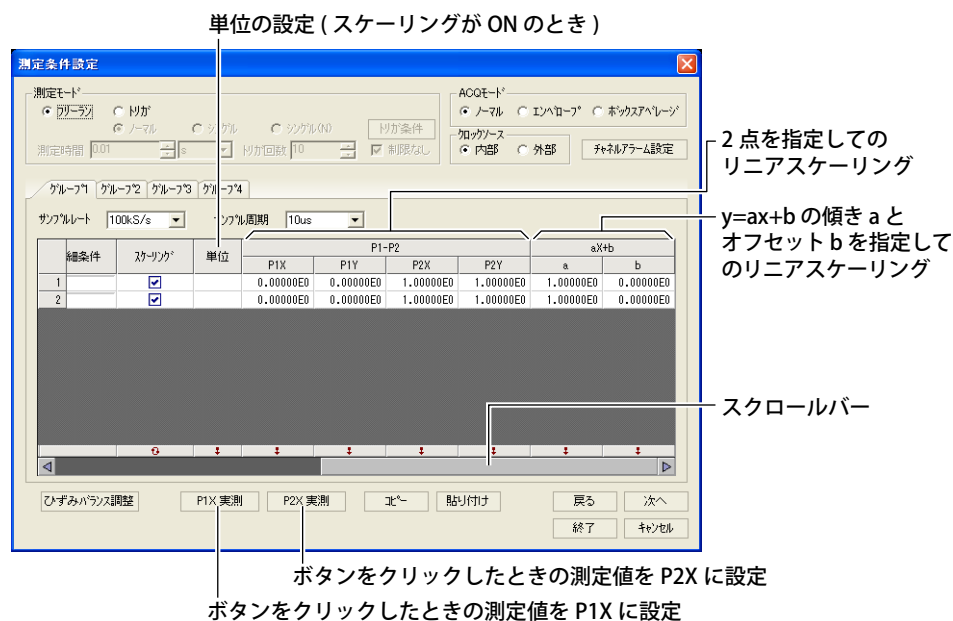 単位の設定 ( スケーリングが ON のとき )
測定条件設定
測定モード
フリーラン
トリガ
ノーマル
シングル
シングル(N)
トリガ条件
測定時間 0.01 s トリガ回数 10 制限なし
ACQモード
ノーマル エンベロープ ボックスアベレージ
クロックソース
内部 外部
チャネルアラーム設定
2 点を指定しての
リニアスケーリング
グループ1 グループ2 グループ3 グループ4
サンプルレート 100kS/s サンプル周期 10us
y=ax+b の傾き a と
オフセット b を指定して
のリニアスケーリング
細条件 スケーリング 単位 P1-P2 aX+b
P1X P1Y P2X P2Y a b
1 0.00000E0 0.00000E0 1.00000E0 1.00000E0 1.00000E0 0.00000E0
2 0.00000E0 0.00000E0 1.00000E0 1.00000E0 1.00000E0 0.00000E0
スクロールバー
ひずみバランス調整 P1X 実測 P2X 実測 コピー 貼り付け 戻る 次へ
終了 キャンセル
ボタンをクリックしたときの測定値を P2X に設定
ボタンをクリックしたときの測定値を P1X に設定